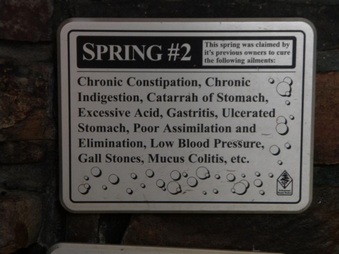 SPRING #2
This spring was claimed by
it's previous owners to cure
the following ailments:
Chronic Constipation, Chronic
Indigestion, Catarrah of Stomach,
Excessive Acid, Gastritis, Ulcerated
Stomach, Poor Assimilation and
Elimination, Low Blood Pressure,
Gall Stones, Mucus Colitis, etc.